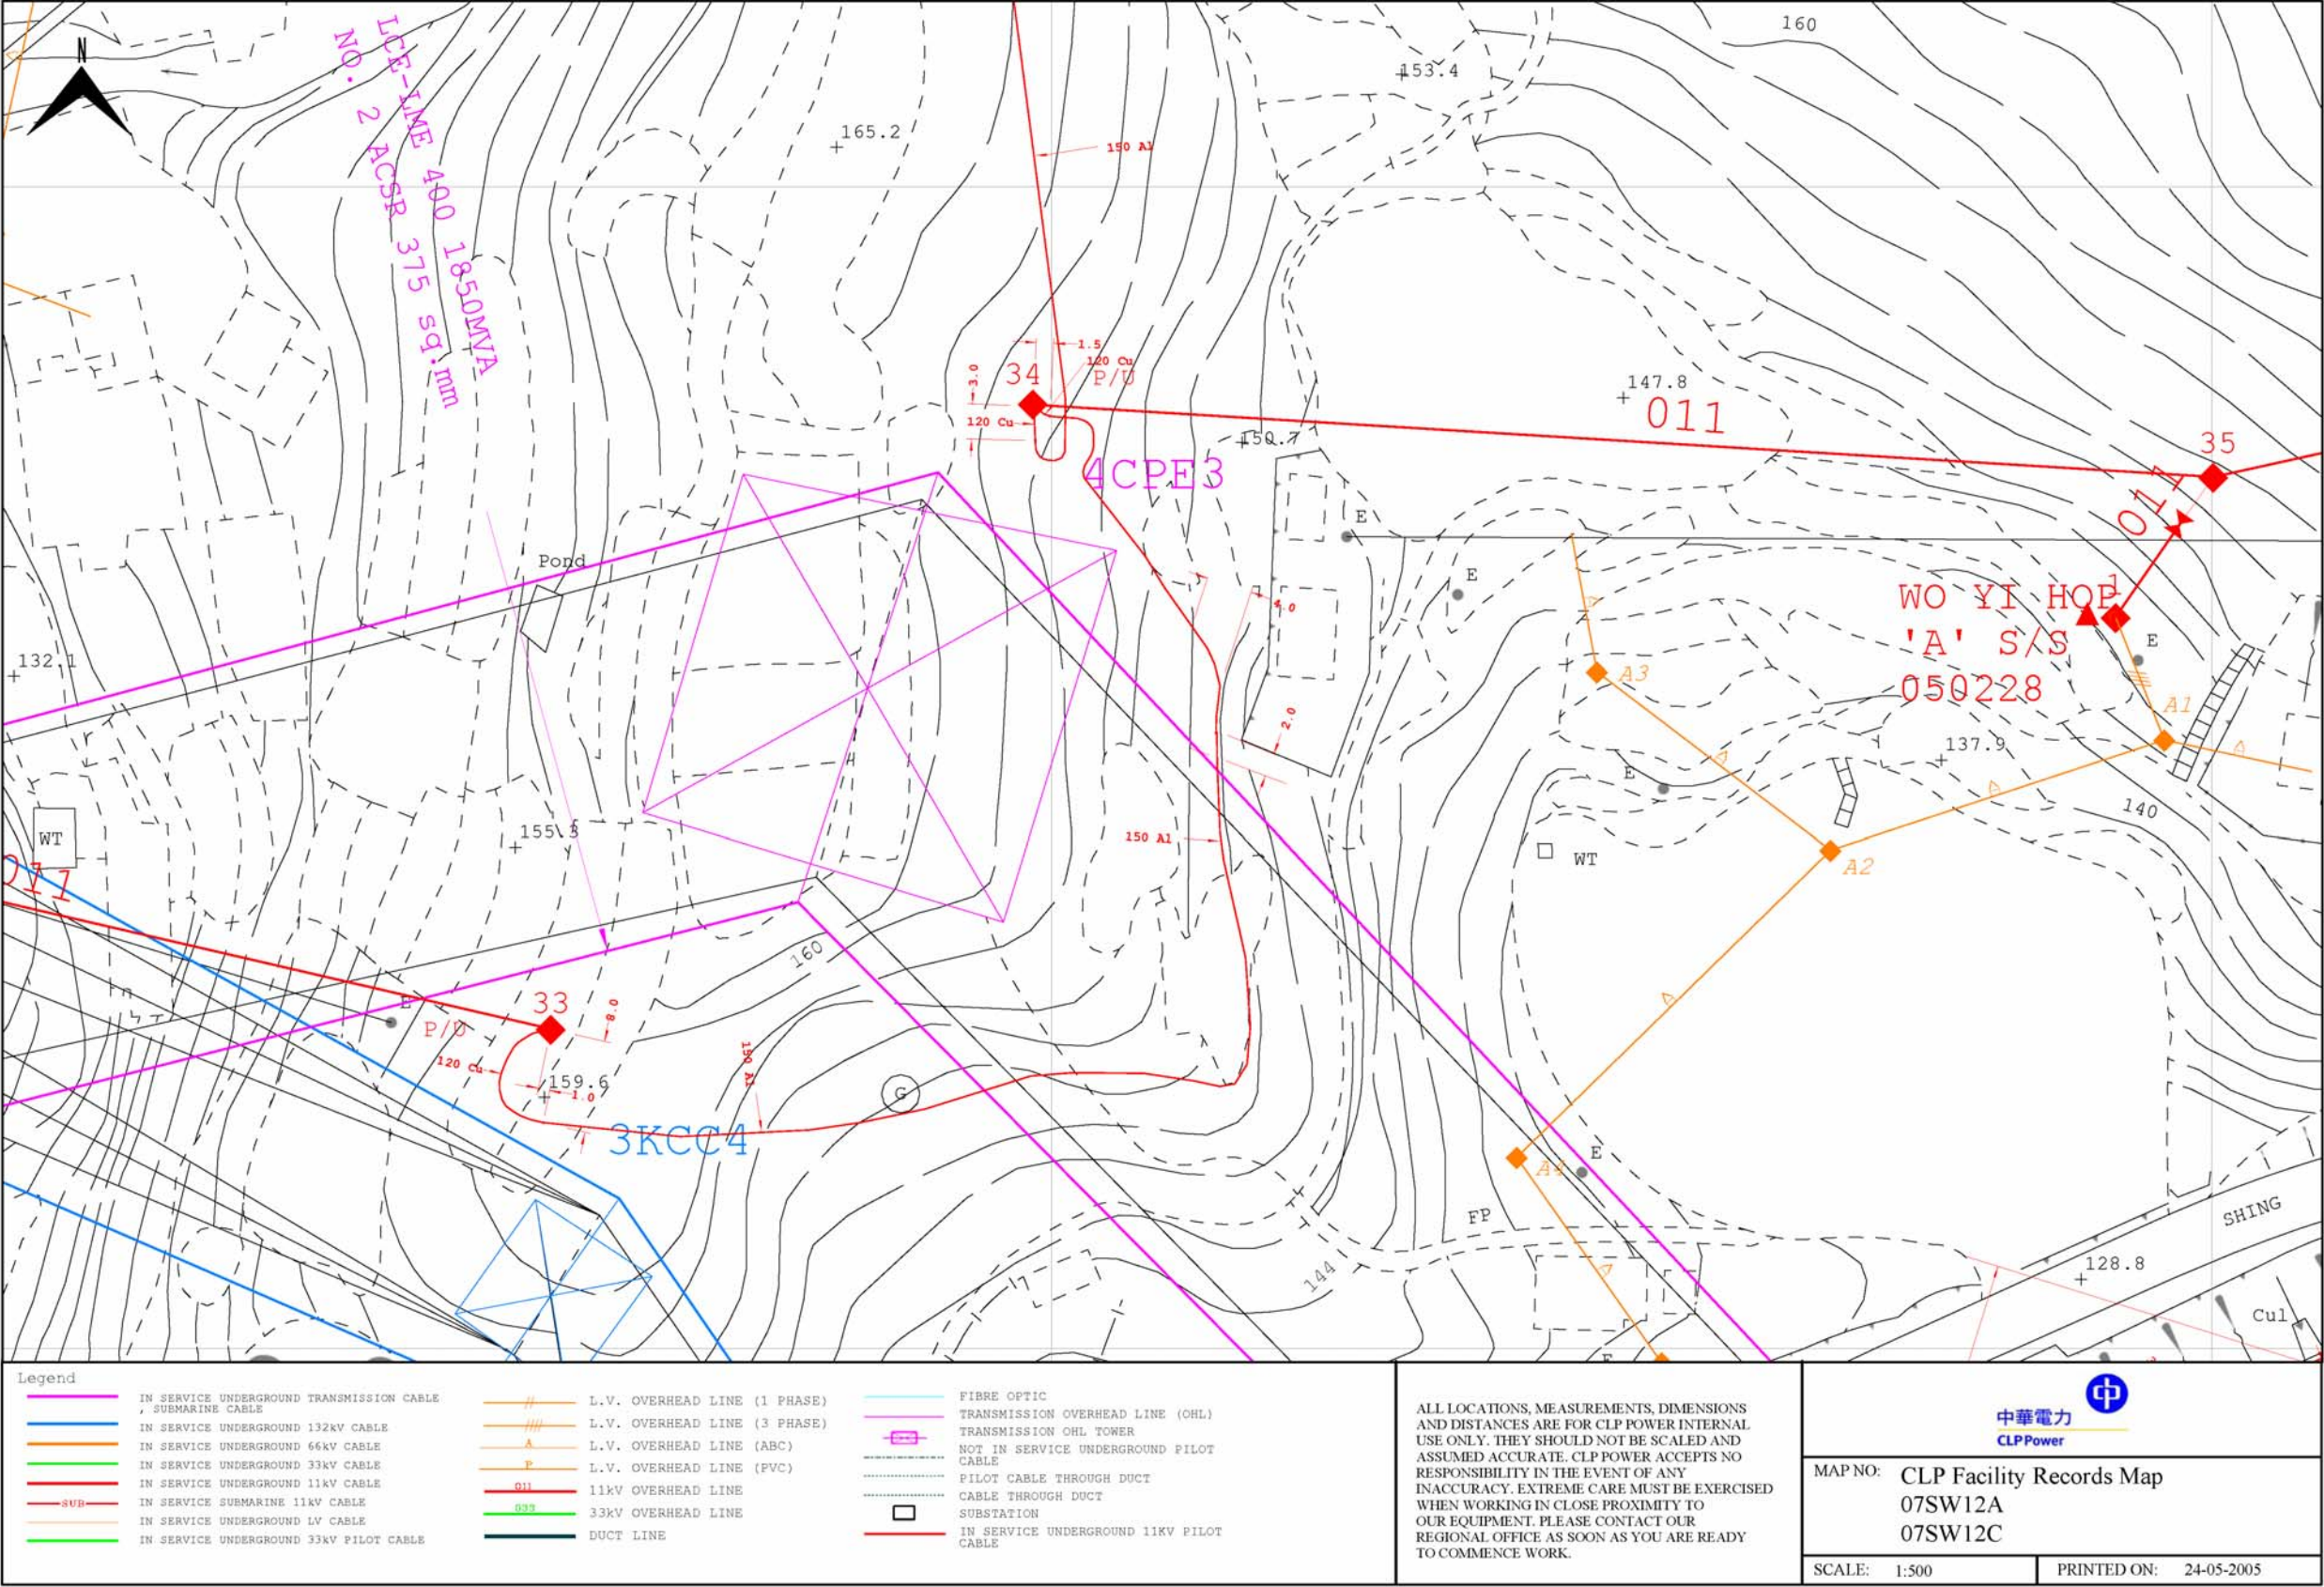 N
LCE-LME 400 1850MVA
NO. 2 ACSR 375 sq.mm
160
153.4
165.2
150 Al
1.5
120 Cu
P/U
34
3.0
120 Cu
147.8
011
35
150.7
4CPE3
011
E
Pond
E
4.0
WO YI HOP
'A' S/S
050228
1
E
132.1
A3
A1
2.0
137.9
E
140
WT
155.3
150 Al
WT
A2
011
160
E
33
P/U
8.0
120 Cu
150 Al
159.6
1.0
G
3KCC4
E
A4
FP
SHING
144
128.8
Cul
E
Legend
IN SERVICE UNDERGROUND TRANSMISSION CABLE
, SUBMARINE CABLE
IN SERVICE UNDERGROUND 132kV CABLE
IN SERVICE UNDERGROUND 66kV CABLE
IN SERVICE UNDERGROUND 33kV CABLE
IN SERVICE UNDERGROUND 11kV CABLE
SUB
IN SERVICE SUBMARINE 11kV CABLE
IN SERVICE UNDERGROUND LV CABLE
IN SERVICE UNDERGROUND 33kV PILOT CABLE
L.V. OVERHEAD LINE (1 PHASE)
L.V. OVERHEAD LINE (3 PHASE)
A
L.V. OVERHEAD LINE (ABC)
P
L.V. OVERHEAD LINE (PVC)
011
11kV OVERHEAD LINE
033
33kV OVERHEAD LINE
DUCT LINE
FIBRE OPTIC
TRANSMISSION OVERHEAD LINE (OHL)
TRANSMISSION OHL TOWER
NOT IN SERVICE UNDERGROUND PILOT
CABLE
PILOT CABLE THROUGH DUCT
CABLE THROUGH DUCT
SUBSTATION
IN SERVICE UNDERGROUND 11KV PILOT
CABLE
ALL LOCATIONS, MEASUREMENTS, DIMENSIONS
AND DISTANCES ARE FOR CLP POWER INTERNAL
USE ONLY. THEY SHOULD NOT BE SCALED AND
ASSUMED ACCURATE. CLP POWER ACCEPTS NO
RESPONSIBILITY IN THE EVENT OF ANY
INACCURACY. EXTREME CARE MUST BE EXERCISED
WHEN WORKING IN CLOSE PROXIMITY TO
OUR EQUIPMENT. PLEASE CONTACT OUR
REGIONAL OFFICE AS SOON AS YOU ARE READY
TO COMMENCE WORK.
中華電力
CLP Power
MAP NO: CLP Facility Records Map
07SW12A
07SW12C
SCALE: 1:500
PRINTED ON: 24-05-2005